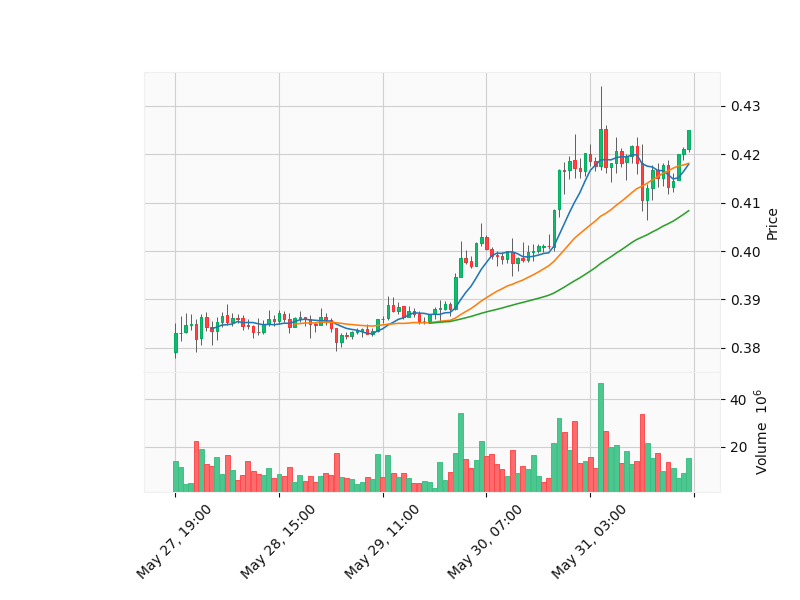 0.43
0.42
0.41
0.40
0.39
0.38
Price
40
20
Volume 10^6
May 27, 19:00
May 28, 15:00
May 29, 11:00
May 30, 07:00
May 31, 03:00